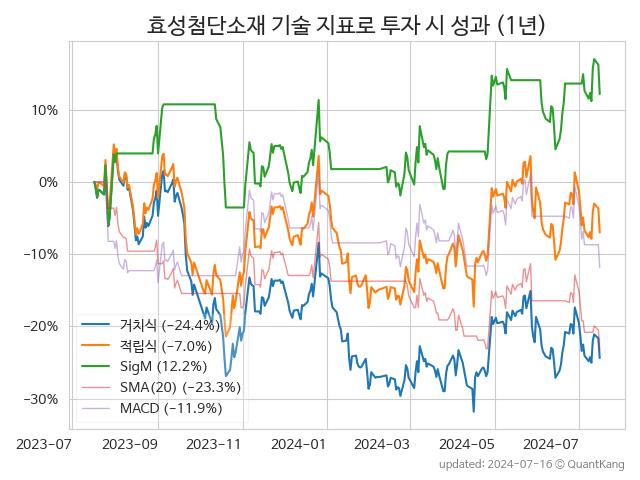 효성첨단소재 기술 지표로 투자 시 성과 (1년)
10%
0%
−10%
−20%
−30%
거치식 (−24.4%)
적립식 (−7.0%)
SigM (12.2%)
SMA(20) (−23.3%)
MACD (−11.9%)
2023-07 2023-09 2023-11 2024-01 2024-03 2024-05 2024-07
updated: 2024-07-16 © QuantKang